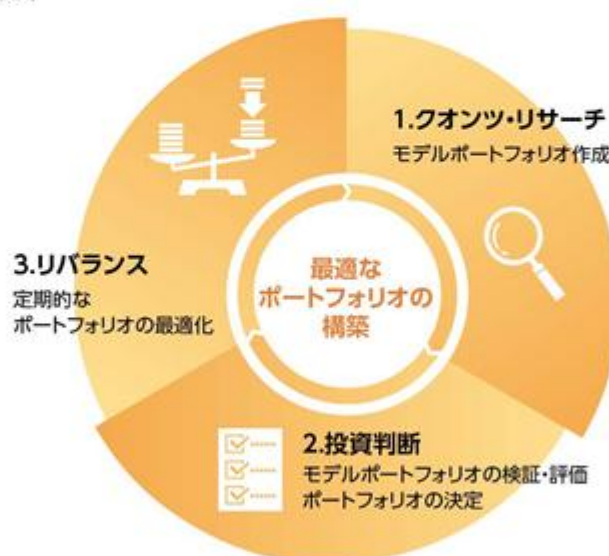 1.クオンツ・リサーチ
モデルポートフォリオ作成
最適な
ポートフォリオの
構築
2.投資判断
モデルポートフォリオの検証・評価
ポートフォリオの決定
3.リバランス
定期的な
ポートフォリオの最適化